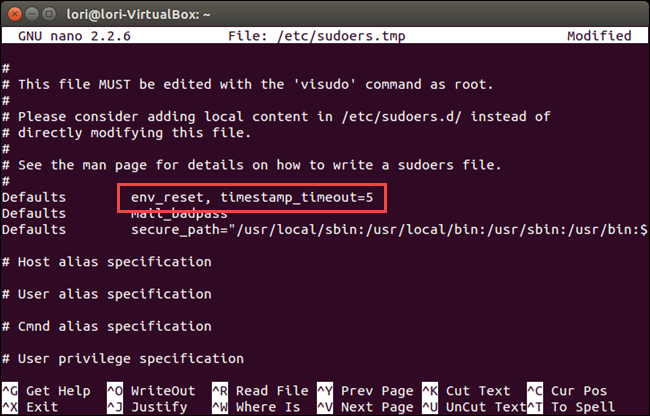 lori@lori-VirtualBox: ~
GNU nano 2.2.6 File: /etc/sudoers.tmp Modified
#
# This file MUST be edited with the 'visudo' command as root.
#
# Please consider adding local content in /etc/sudoers.d/ instead of
# directly modifying this file.
#
# See the man page for details on how to write a sudoers file.
#
Defaults env_reset, timestamp_timeout=5
Defaults mail_badpass
Defaults secure_path="/usr/local/sbin:/usr/local/bin:/usr/sbin:/usr/bin:$
# Host alias specification
# User alias specification
# Cmnd alias specification
# User privilege specification
^G Get Help ^O WriteOut ^R Read File ^Y Prev Page ^K Cut Text ^C Cur Pos
^X Exit ^J Justify ^W Where Is ^V Next Page ^U UnCut Text ^T To Spell